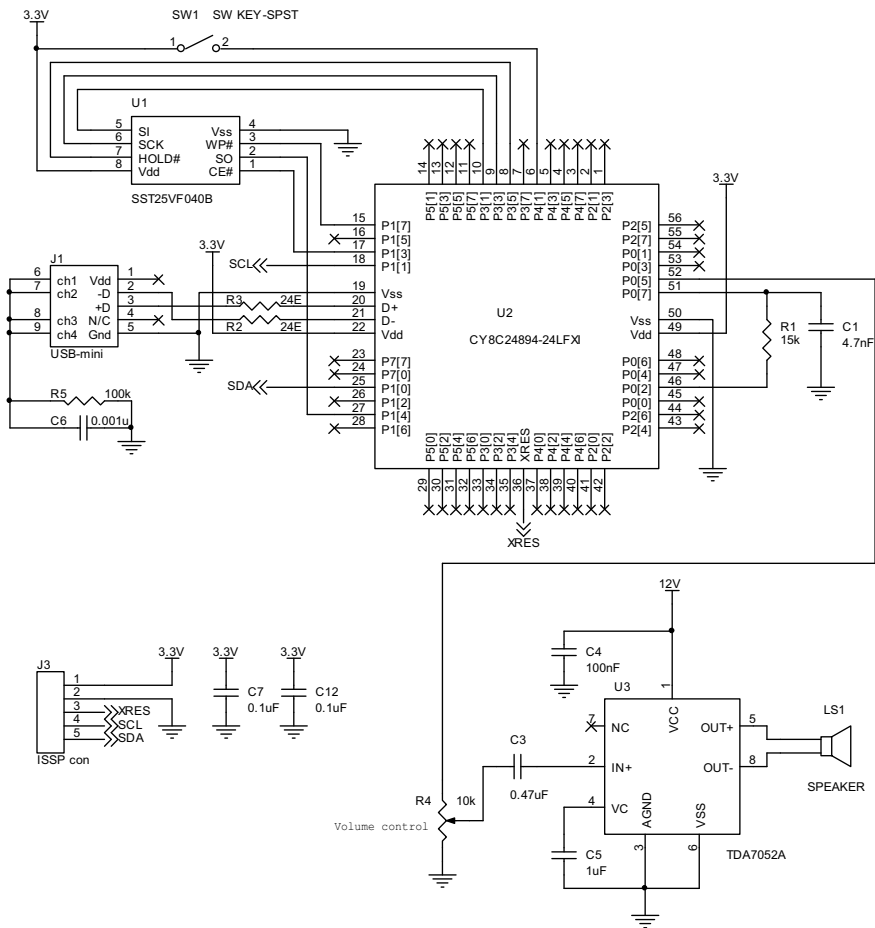 3.3V
SW1 SW KEY-SPST
1 2
U1
5 SI Vss 4
6 SCK WP# 3
7 HOLD# SO 2
8 Vdd CE# 1
SST25VF040B
14 13 12 11 10 9 8 7 6 5 4 3 2 1
P5[1] P5[3] P5[5] P5[7] P3[1] P3[3] P3[5] P3[7] P4[1] P4[3] P4[5] P4[7] P2[1] P2[3]
15 P1[7]
16 P1[5]
17 P1[3]
18 P1[1]
SCL
19 Vss
20 D+
21 D-
22 Vdd
23 P7[7]
24 P7[0]
25 P1[0]
SDA
26 P1[2]
27 P1[4]
28 P1[6]
U2
CY8C24894-24LFXI
P2[5] 56
P2[7] 55
P0[1] 54
P0[3] 53
P0[5] 52
P0[7] 51
Vss 50
Vdd 49
P0[6] 48
P0[4] 47
P0[2] 46
P0[0] 45
P2[6] 44
P2[4] 43
P5[0] P5[2] P5[4] P5[6] P3[0] P3[2] P3[4] XRES P4[0] P4[2] P4[4] P4[6] P2[0] P2[2]
29 30 31 32 33 34 35 36 37 38 39 40 41 42
XRES
3.3V
R1
15k
C1
4.7nF
3.3V
R3 24E
R2 24E
J1
6 ch1 Vdd 1
7 ch2 -D 2
+D 3
8 ch3 N/C 4
9 ch4 Gnd 5
USB-mini
R5 100k
C6 0.001u
J3
1
2
3 XRES
4 SCL
5 SDA
ISSP con
3.3V
3.3V
C7
0.1uF
3.3V
C12
0.1uF
12V
C4
100nF
U3
1 VCC
7 NC
2 IN+
4 VC
3 AGND
6 VSS
OUT+ 5
OUT- 8
TDA7052A
LS1
SPEAKER
C3
0.47uF
R4 10k
Volume control
C5
1uF